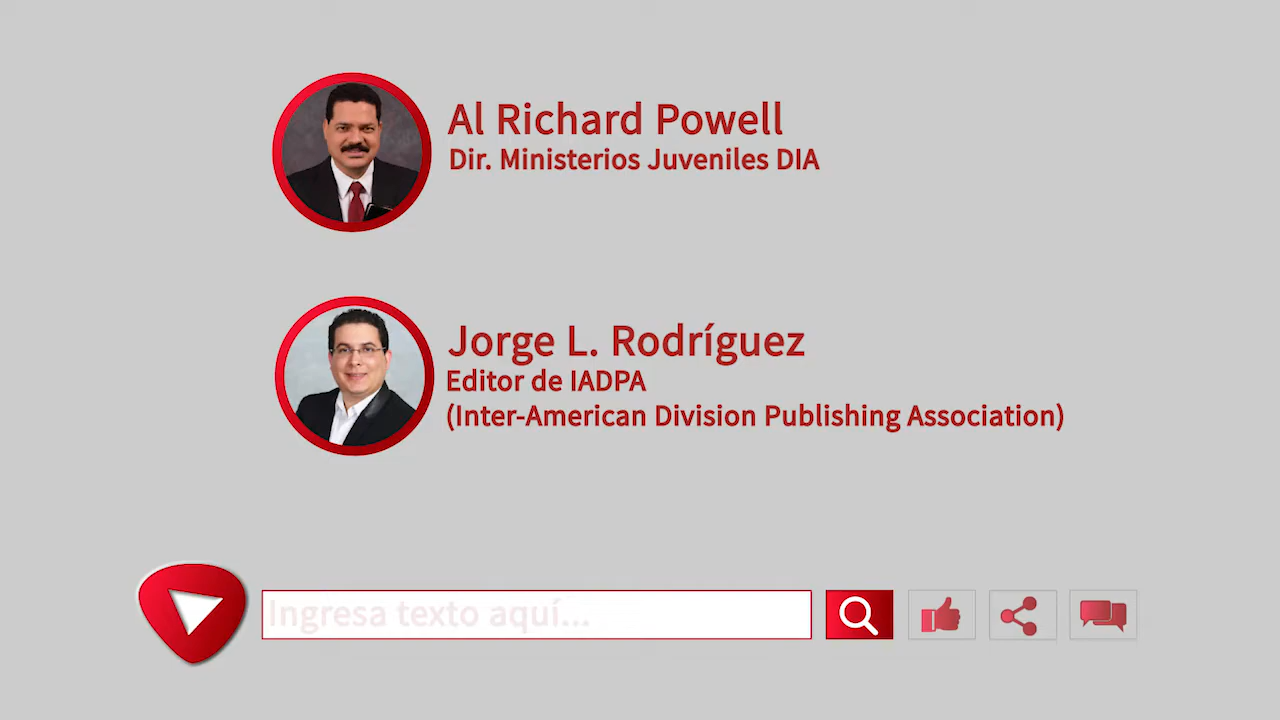 Al Richard Powell
Dir. Ministerios Juveniles DIA
Jorge L. Rodríguez
Editor de IADPA
(Inter-American Division Publishing Association)
Ingresa texto aquí...